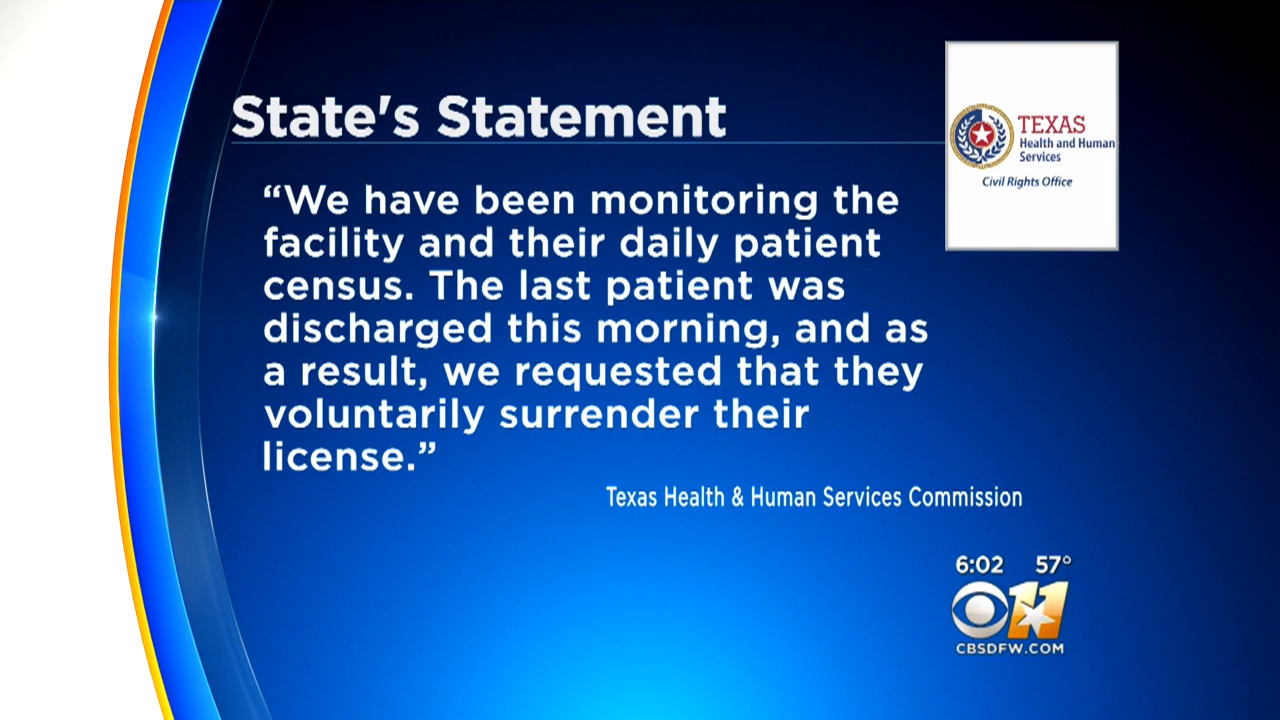 State's Statement
TEXAS
Health and Human
Services
Civil Rights Office
“We have been monitoring the
facility and their daily patient
census. The last patient was
discharged this morning, and as
a result, we requested that they
voluntarily surrender their
license.”
Texas Health & Human Services Commission
6:02 57°
11
CBSDFW.COM